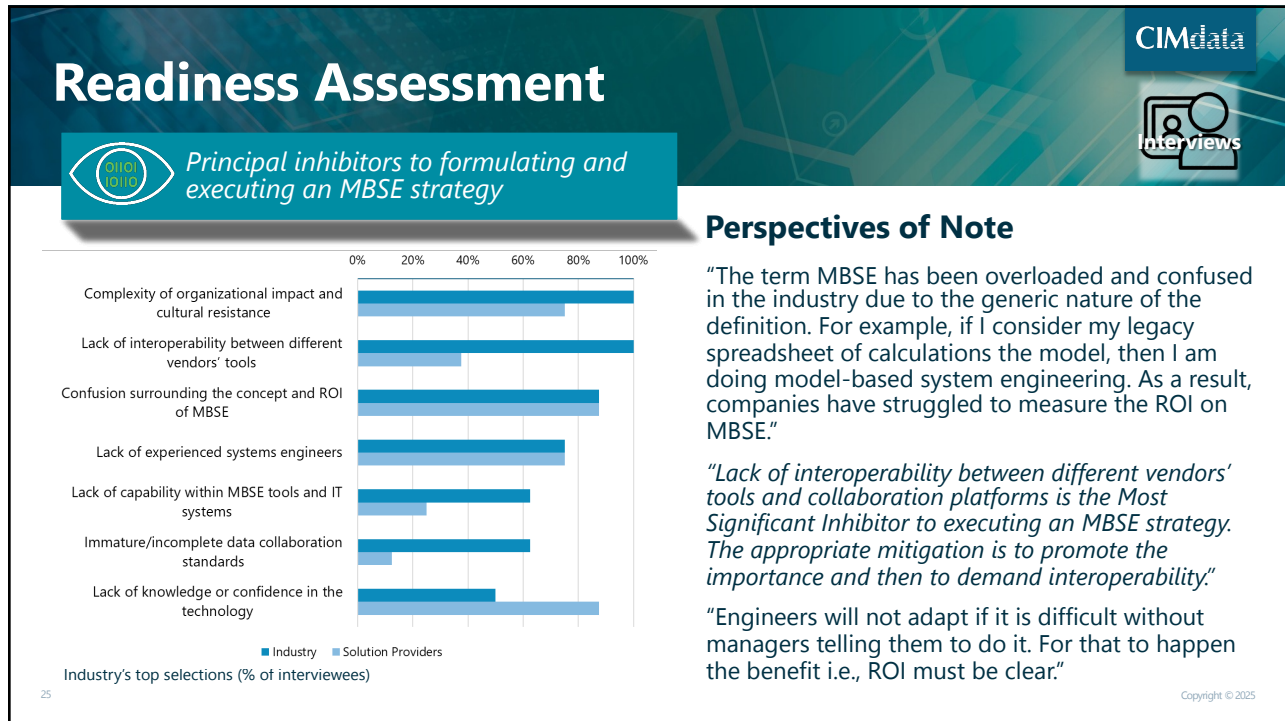 CIMdata
Readiness Assessment
Interviews
01101
10110
Principal inhibitors to formulating and
executing an MBSE strategy
Perspectives of Note
0% 20% 40% 60% 80% 100%
Complexity of organizational impact and
cultural resistance
Lack of interoperability between different
vendors’ tools
Confusion surrounding the concept and ROI
of MBSE
Lack of experienced systems engineers
Lack of capability within MBSE tools and IT
systems
Immature/incomplete data collaboration
standards
Lack of knowledge or confidence in the
technology
Industry Solution Providers
Industry’s top selections (% of interviewees)
“The term MBSE has been overloaded and confused
in the industry due to the generic nature of the
definition. For example, if I consider my legacy
spreadsheet of calculations the model, then I am
doing model-based system engineering. As a result,
companies have struggled to measure the ROI on
MBSE.”
“Lack of interoperability between different vendors’
tools and collaboration platforms is the Most
Significant Inhibitor to executing an MBSE strategy.
The appropriate mitigation is to promote the
importance and then to demand interoperability.”
“Engineers will not adapt if it is difficult without
managers telling them to do it. For that to happen
the benefit i.e., ROI must be clear.”
25
Copyright © 2025